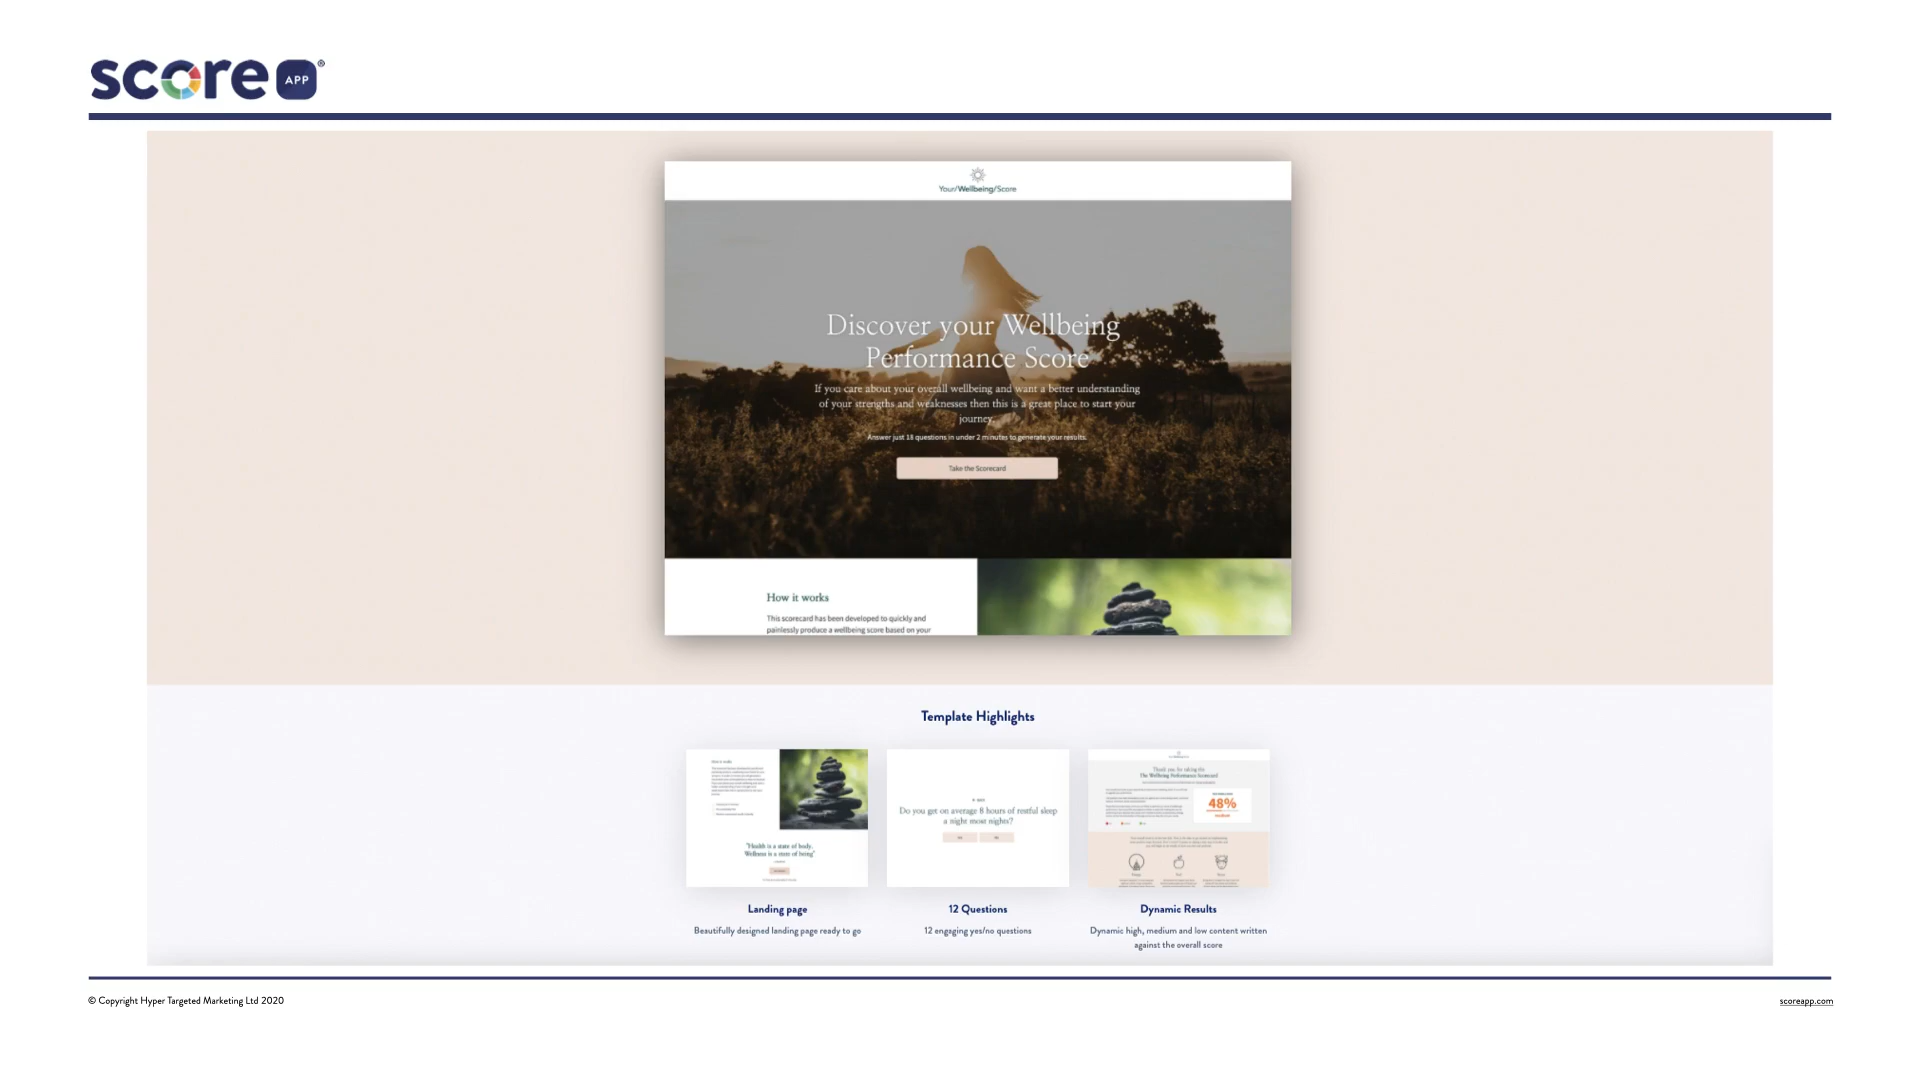 score APP ®
Your/Wellbeing/Score
Discover your Wellbeing
Performance Score
If you care about your overall wellbeing and want a better understanding
of your strengths and weaknesses then this is a great place to start your
journey.
Answer just 18 questions in under 2 minutes to generate your results.
Take the Scorecard
How it works
This scorecard has been developed to quickly and
painlessly produce a wellbeing score based on your
Template Highlights
How it works
"Health is a state of body.
Wellness is a state of being"
Do you get on average 8 hours of restful sleep
a night most nights?
Thank you for taking the
The Wellbeing Performance Scorecard
48%
Landing page
Beautifully designed landing page ready to go
12 Questions
12 engaging yes/no questions
Dynamic Results
Dynamic high, medium and low content written
against the overall score
© Copyright Hyper Targeted Marketing Ltd 2020
scoreapp.com